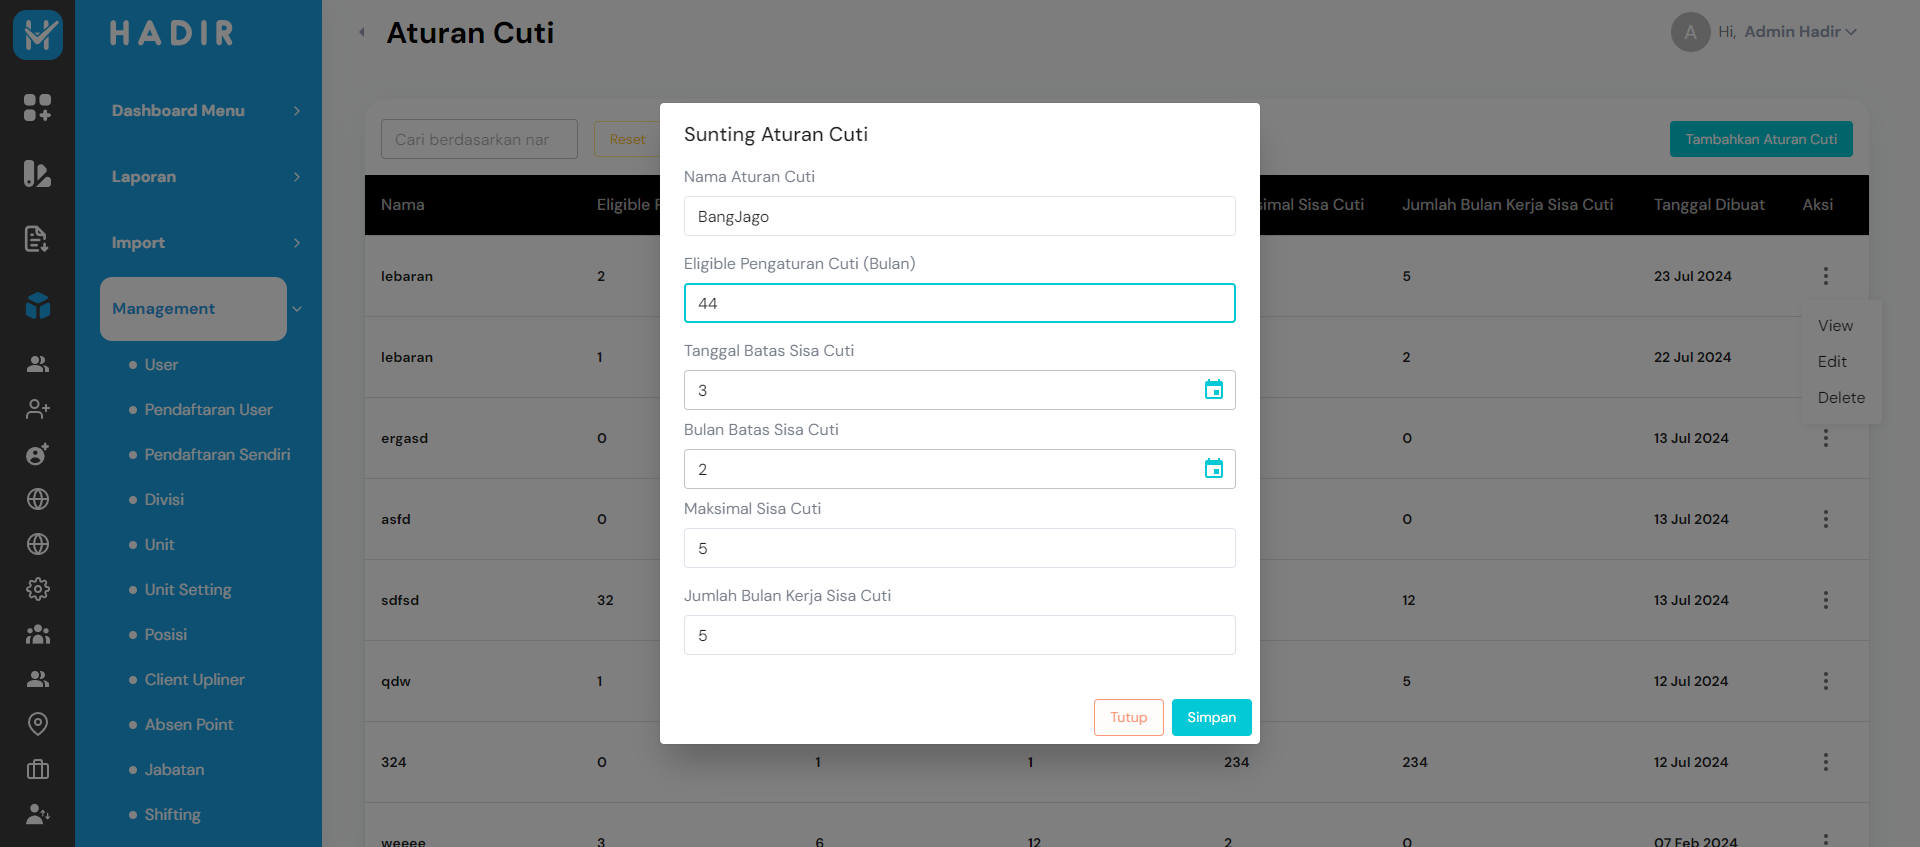 HADIR
Aturan Cuti
A
Hi, Admin Hadir
Dashboard Menu
Laporan
Import
Management
User
Pendaftaran User
Pendaftaran Sendiri
Divisi
Unit
Unit Setting
Posisi
Client Upliner
Absen Point
Jabatan
Shifting
Cari berdasarkan nar
Reset
Tambahkan Aturan Cuti
Nama Eligible Sisa Cuti Jumlah Bulan Kerja Sisa Cuti Tanggal Dibuat Aksi
lebaran 2 5 23 Jul 2024
lebaran 1 2 22 Jul 2024
ergasd 0 0 13 Jul 2024
asfd 0 0 13 Jul 2024
sdfsd 32 12 13 Jul 2024
qdw 1 5 12 Jul 2024
324 0 1 1 234 234 12 Jul 2024
weeee 3 6 12 2 0 07 Feb 2024
View
Edit
Delete
Sunting Aturan Cuti
Nama Aturan Cuti
BangJago
Eligible Pengaturan Cuti (Bulan)
44
Tanggal Batas Sisa Cuti
3
Bulan Batas Sisa Cuti
2
Maksimal Sisa Cuti
5
Jumlah Bulan Kerja Sisa Cuti
5
Tutup
Simpan